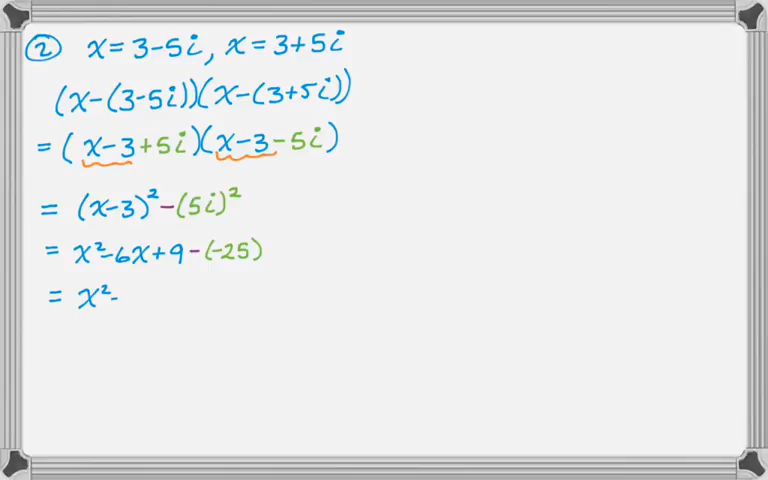 ② x = 3 - 5i, x = 3 + 5i
(x - (3 - 5i))(x - (3 + 5i))
= (x - 3 + 5i)(x - 3 - 5i)
= (x - 3)² - (5i)²
= x² - 6x + 9 - (-25)
= x² -